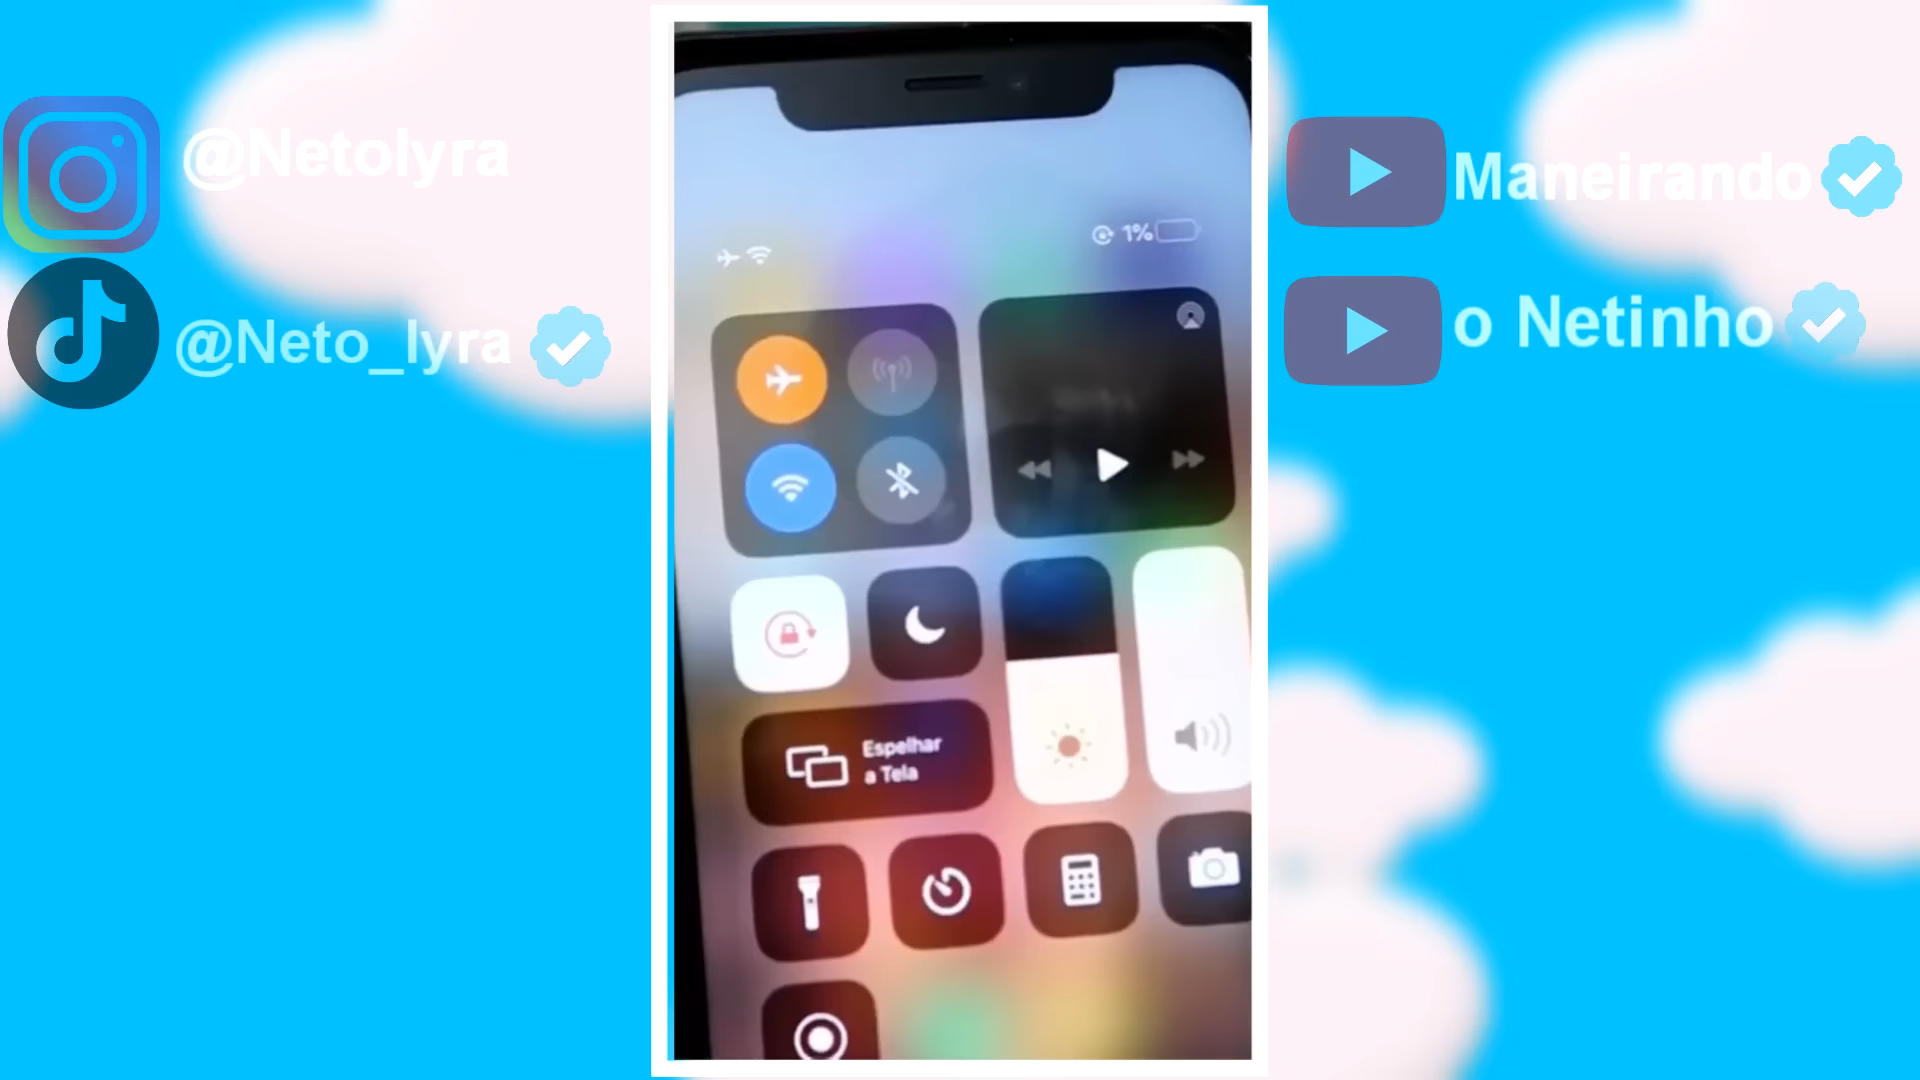 @Netolyra
@Neto_lyra
Maneirando
o Netinho
1%
Espelhar
a Tela